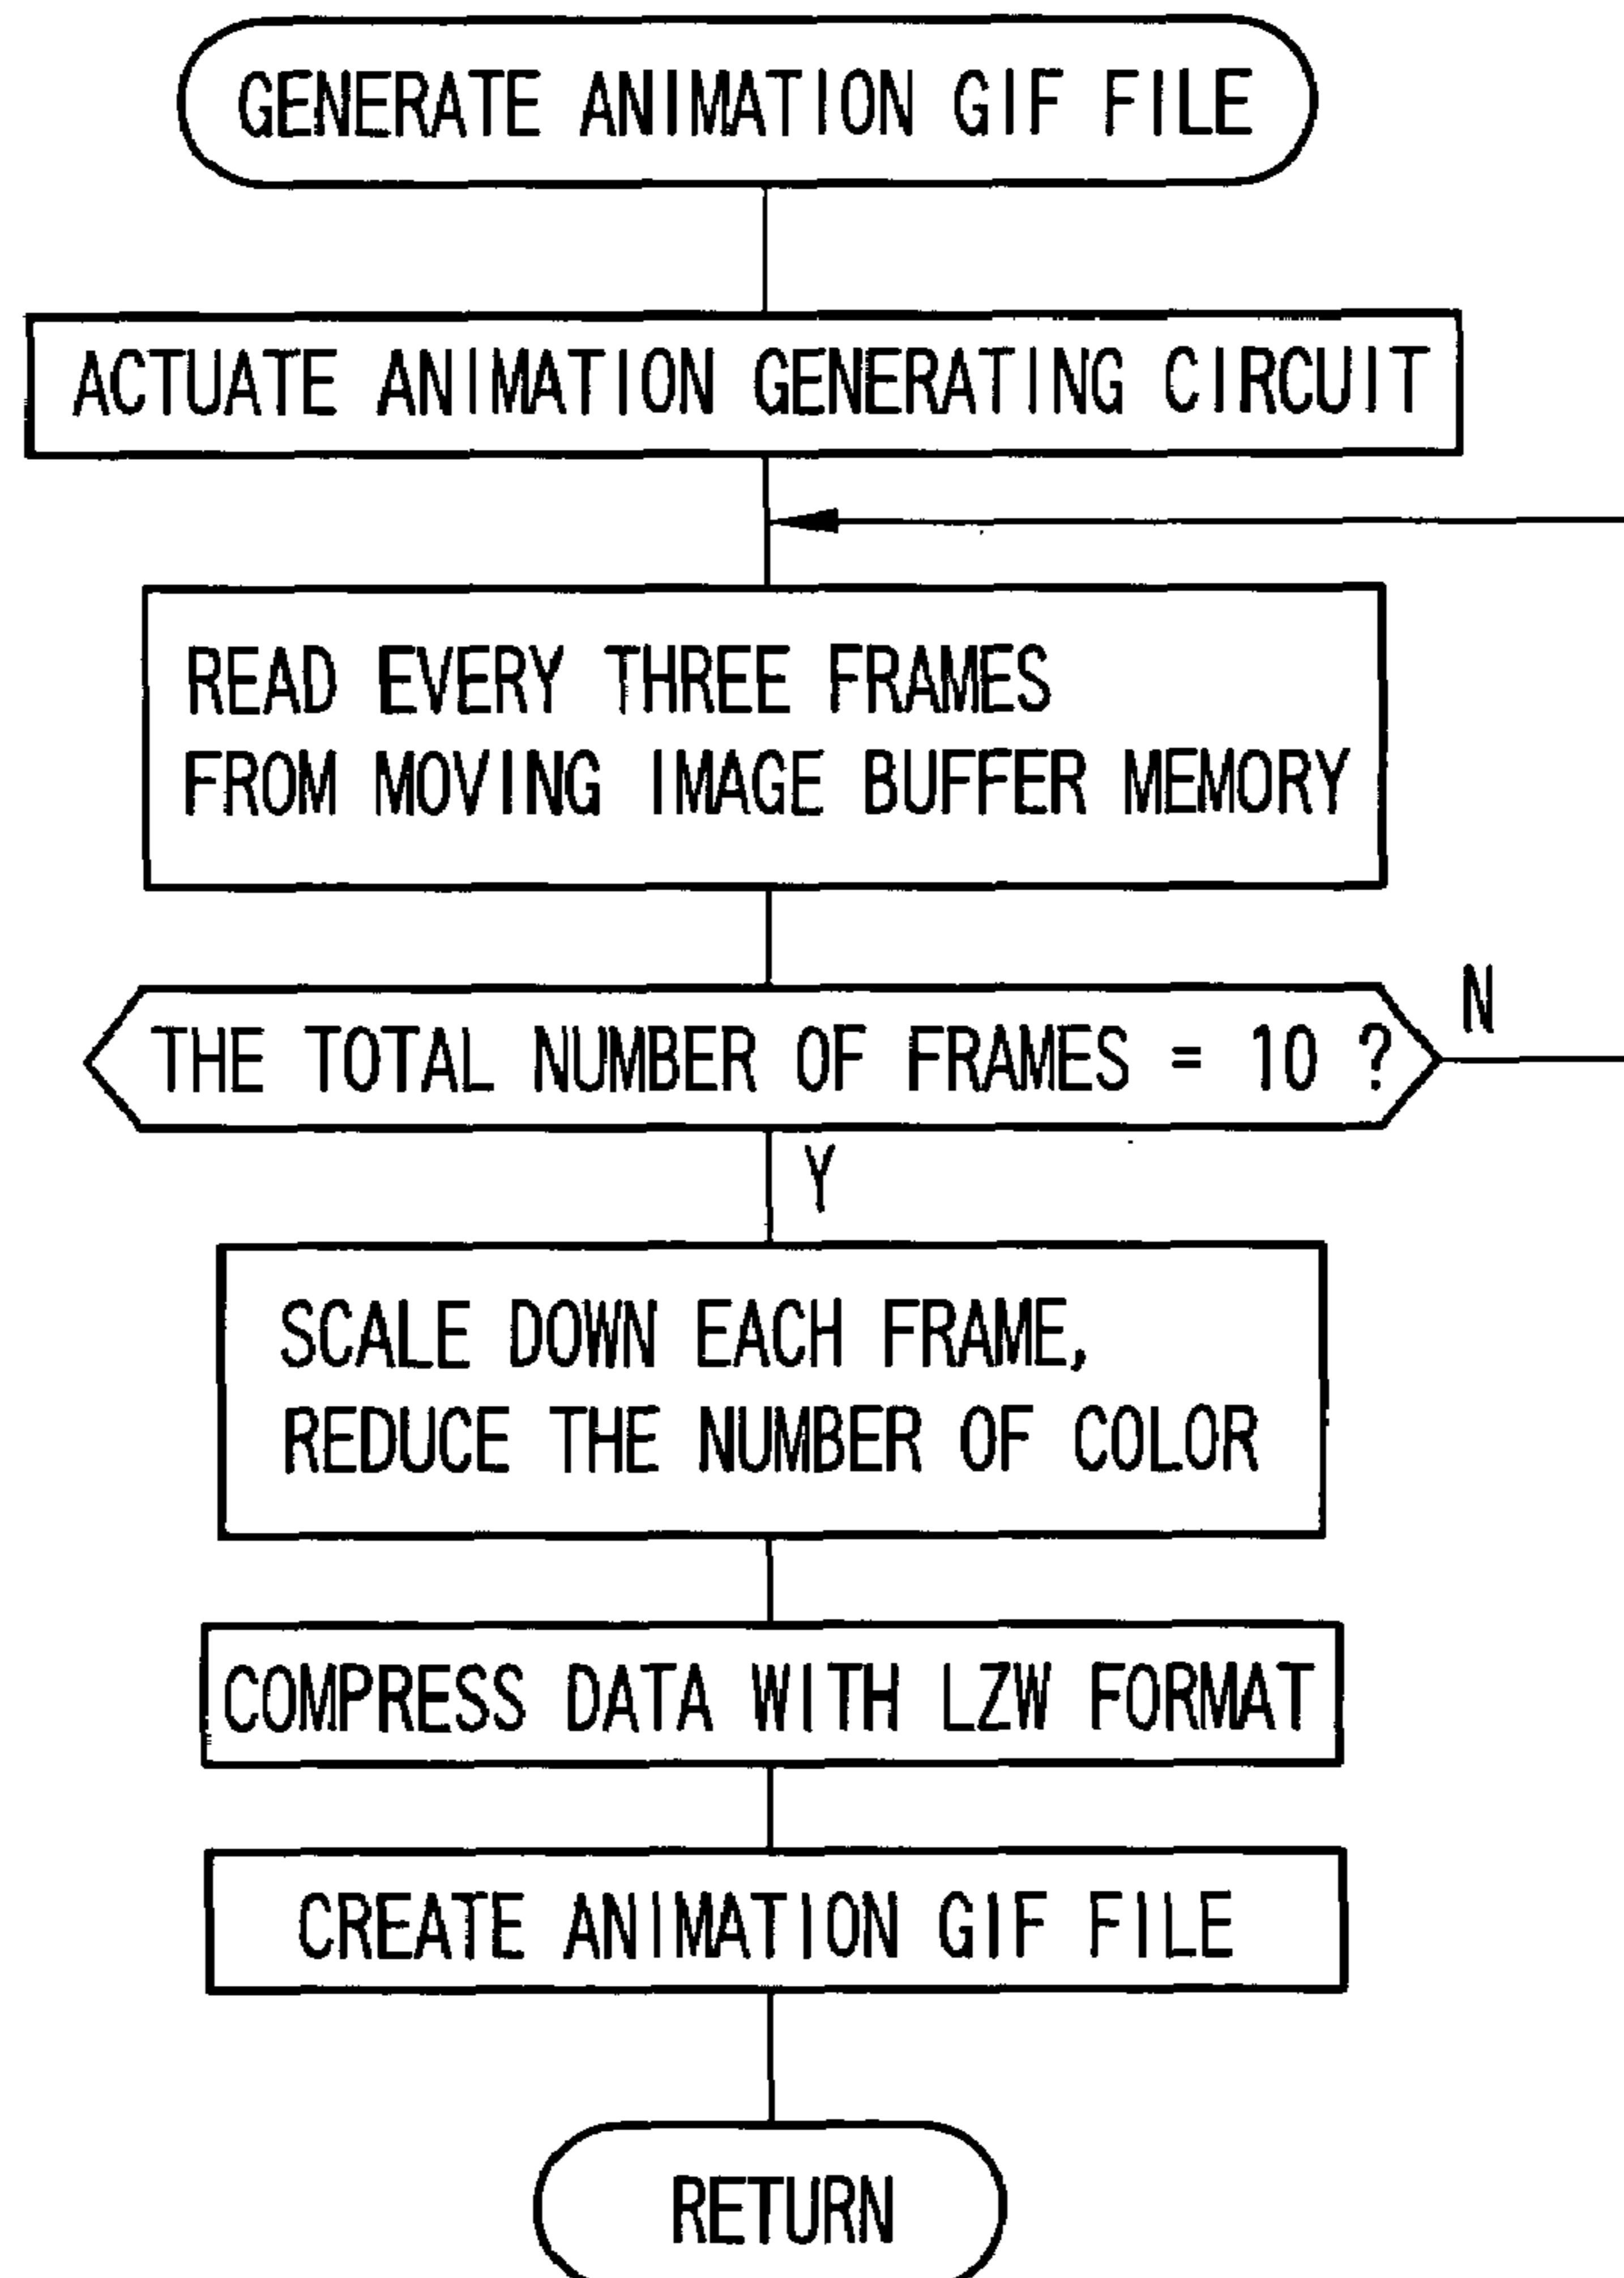 GENERATE ANIMATION GIF FILE
ACTUATE ANIMATION GENERATING CIRCUIT
READ EVERY THREE FRAMES
FROM MOVING IMAGE BUFFER MEMORY
THE TOTAL NUMBER OF FRAMES = 10 ?
N
Y
SCALE DOWN EACH FRAME,
REDUCE THE NUMBER OF COLOR
COMPRESS DATA WITH LZW FORMAT
CREATE ANIMATION GIF FILE
RETURN